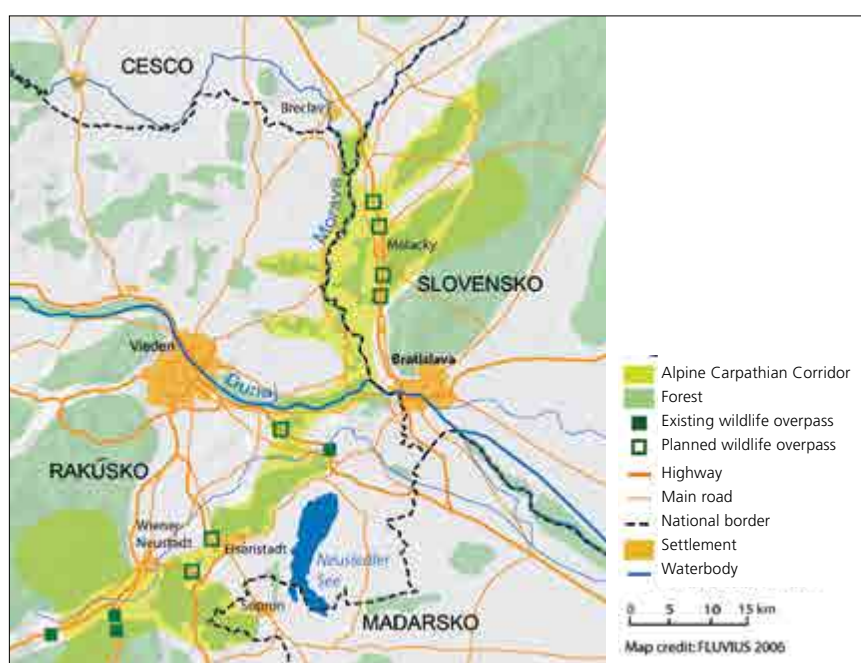 CESCO
Breclav
Morava
Malacky
SLOVENSKO
Vieden
Bratislava
Dunaj
RAKÚSKO
Wiener-
Neustadt
Eisenstadt
Neusiedler
See
Sopron
MADARSKO
Alpine Carpathian Corridor
Forest
Existing wildlife overpass
Planned wildlife overpass
Highway
Main road
National border
Settlement
Waterbody
0 5 10 15 km
Map credit: FLUVIUS 2006